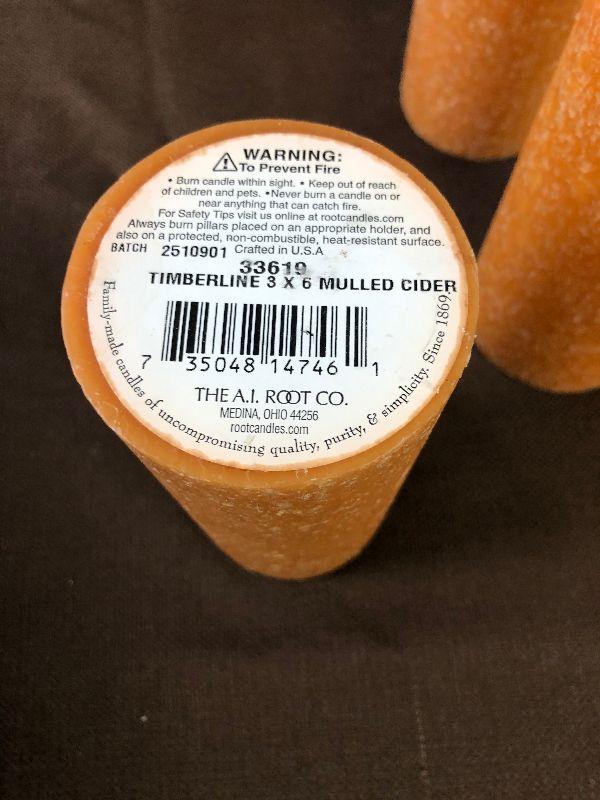 WARNING:
To Prevent Fire
• Burn candle within sight. • Keep out of reach
of children and pets. •Never burn a candle on or
near anything that can catch fire.
For Safety Tips visit us online at rootcandles.com
Always burn pillars placed on an appropriate holder, and
also on a protected, non-combustible, heat-resistant surface.
BATCH 2510901 Crafted in U.S.A
33619
TIMBERLINE 3 X 6 MULLED CIDER
7 35048 14746 1
THE A.I. ROOT CO.
MEDINA, OHIO 44256
rootcandles.com
Family-made candles of uncompromising quality, purity, & simplicity. Since 1869.